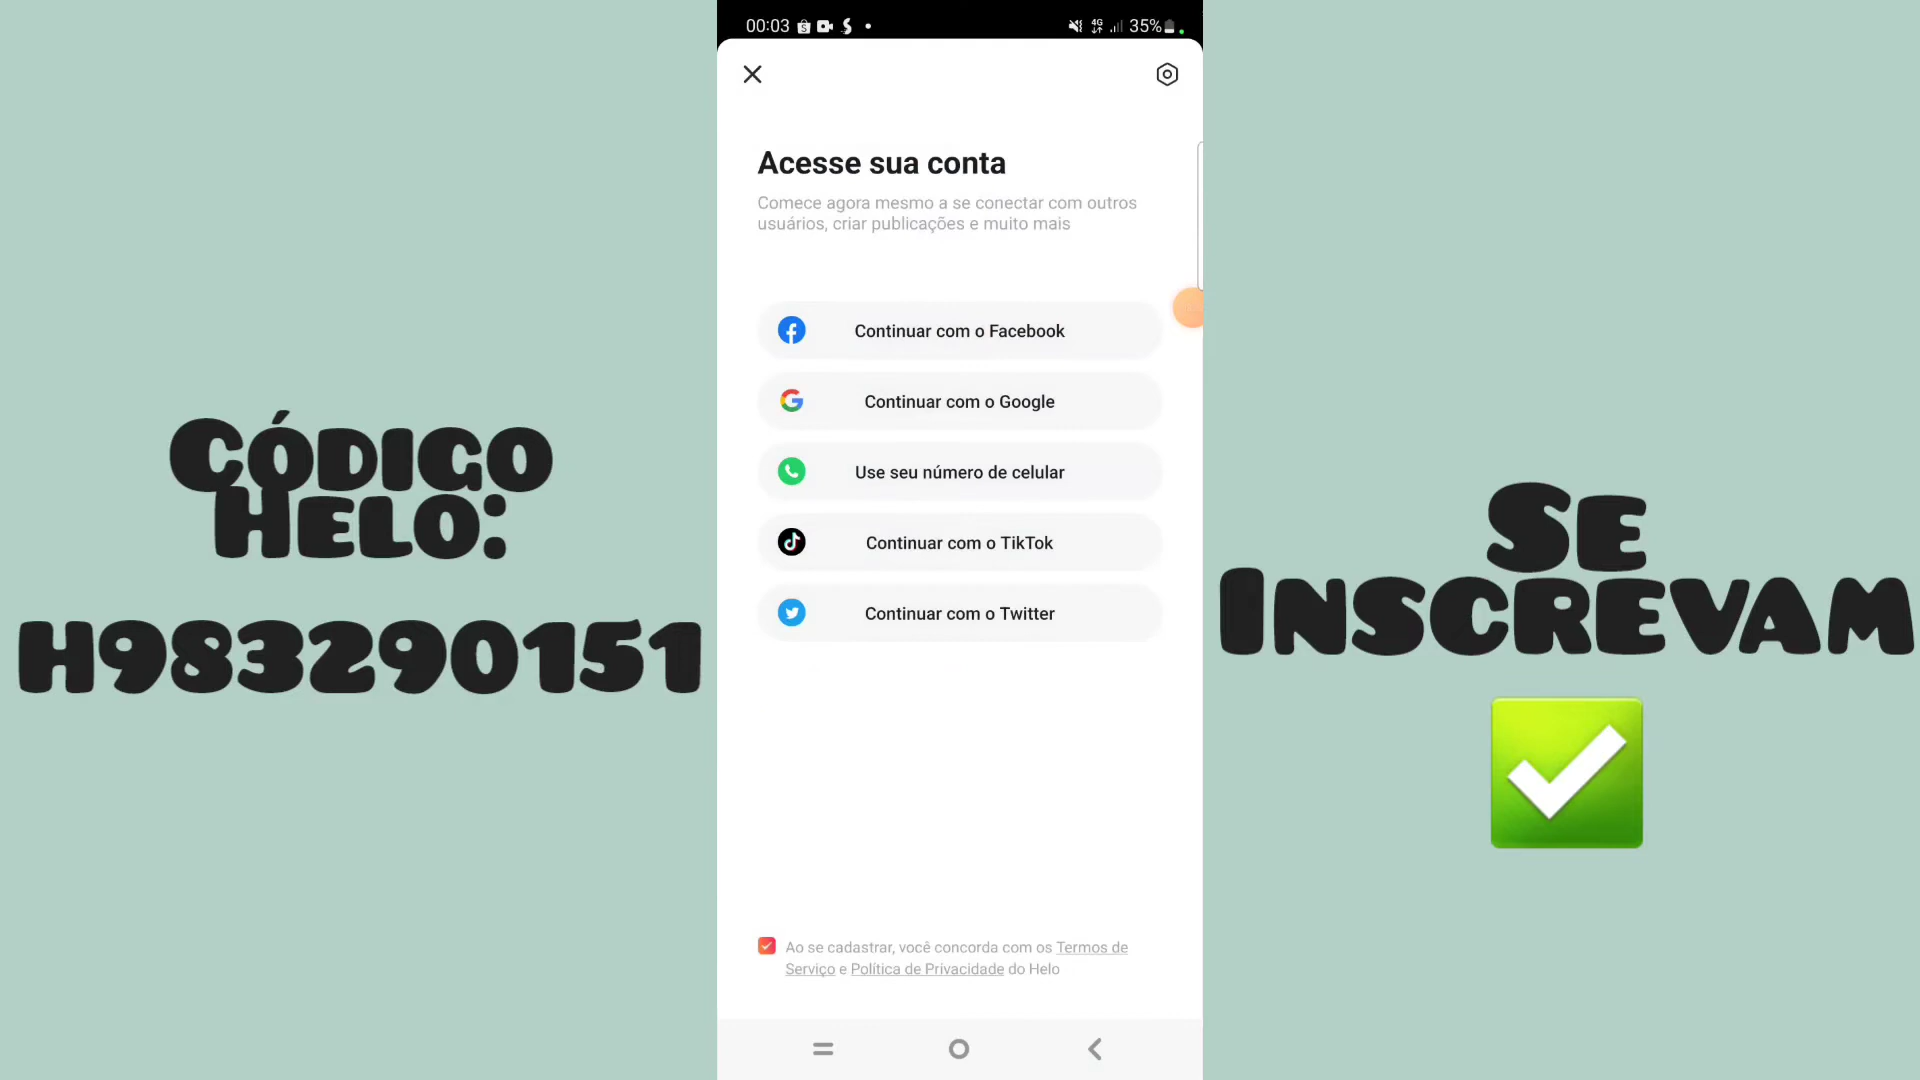 00:03
4G
35%
Acesse sua conta
Comece agora mesmo a se conectar com outros
usuários, criar publicações e muito mais
Continuar com o Facebook
Continuar com o Google
Use seu número de celular
Continuar com o TikTok
Continuar com o Twitter
Ao se cadastrar, você concorda com os Termos de
Serviço e Política de Privacidade do Helo
Código
Helo:
H983290151
Se
Inscrevam